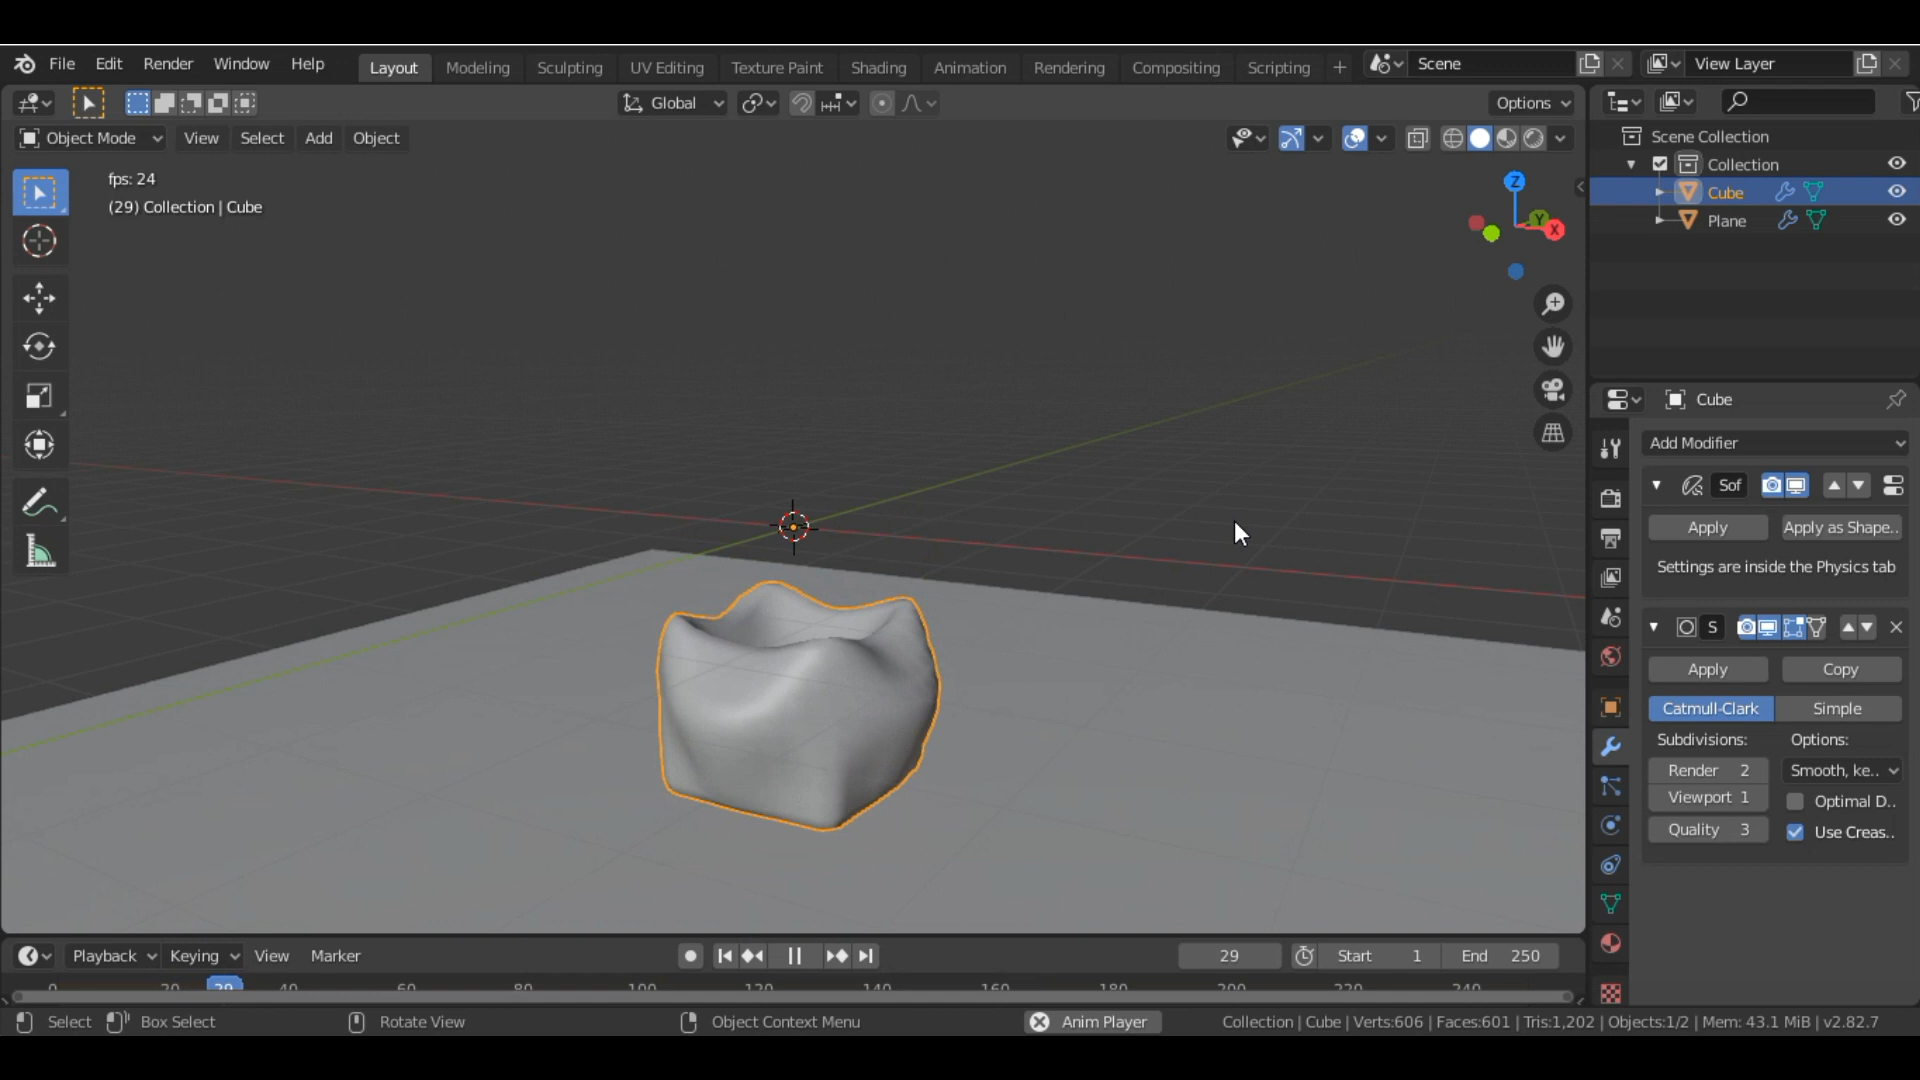 File Edit Render Window Help Layout Modeling Sculpting UV Editing Texture Paint Shading Animation Rendering Compositing Scripting + Scene View Layer
Global Options
Object Mode View Select Add Object
fps: 24
(29) Collection | Cube
Z
Y
X
Scene Collection
Collection
Cube
Plane
Cube
Add Modifier
Sof
Apply Apply as Shape..
Settings are inside the Physics tab
S
Apply Copy
Catmull-Clark Simple
Subdivisions: Options:
Render 2 Smooth, ke..
Viewport 1 Optimal D..
Quality 3 Use Creas..
Playback Keying View Marker 29 Start 1 End 250
0 20 29 40 60 80 100 120 140 160 180 200 220 240
Select Box Select Rotate View Object Context Menu Anim Player Collection | Cube | Verts:606 | Faces:601 | Tris:1,202 | Objects:1/2 | Mem: 43.1 MiB | v2.82.7